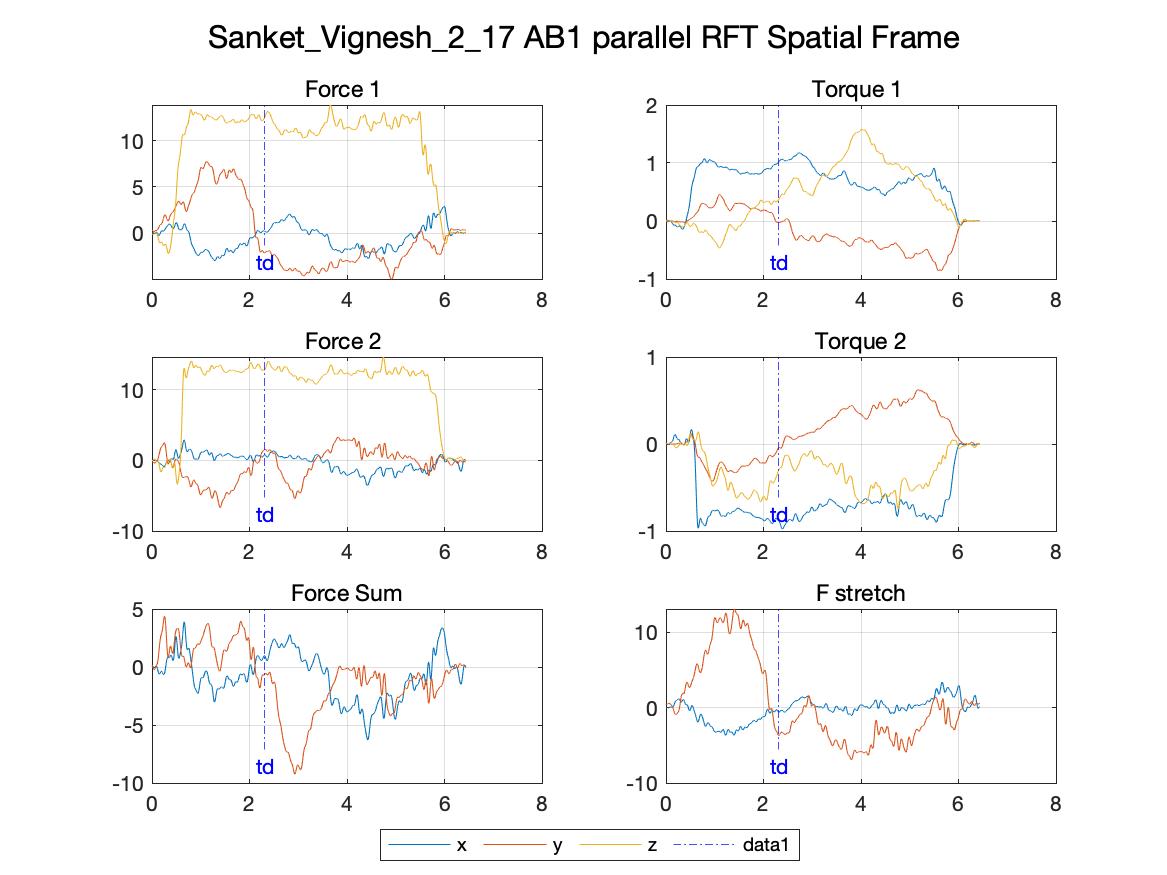 Sanket_Vignesh_2_17 AB1 parallel RFT Spatial Frame
Force 1
10
5
0
td
0 2 4 6 8
Torque 1
2
1
0
-1
td
0 2 4 6 8
Force 2
10
0
-10
td
0 2 4 6 8
Torque 2
1
0
-1
td
0 2 4 6 8
Force Sum
5
0
-5
-10
td
0 2 4 6 8
F stretch
10
0
-10
td
0 2 4 6 8
x y z data1